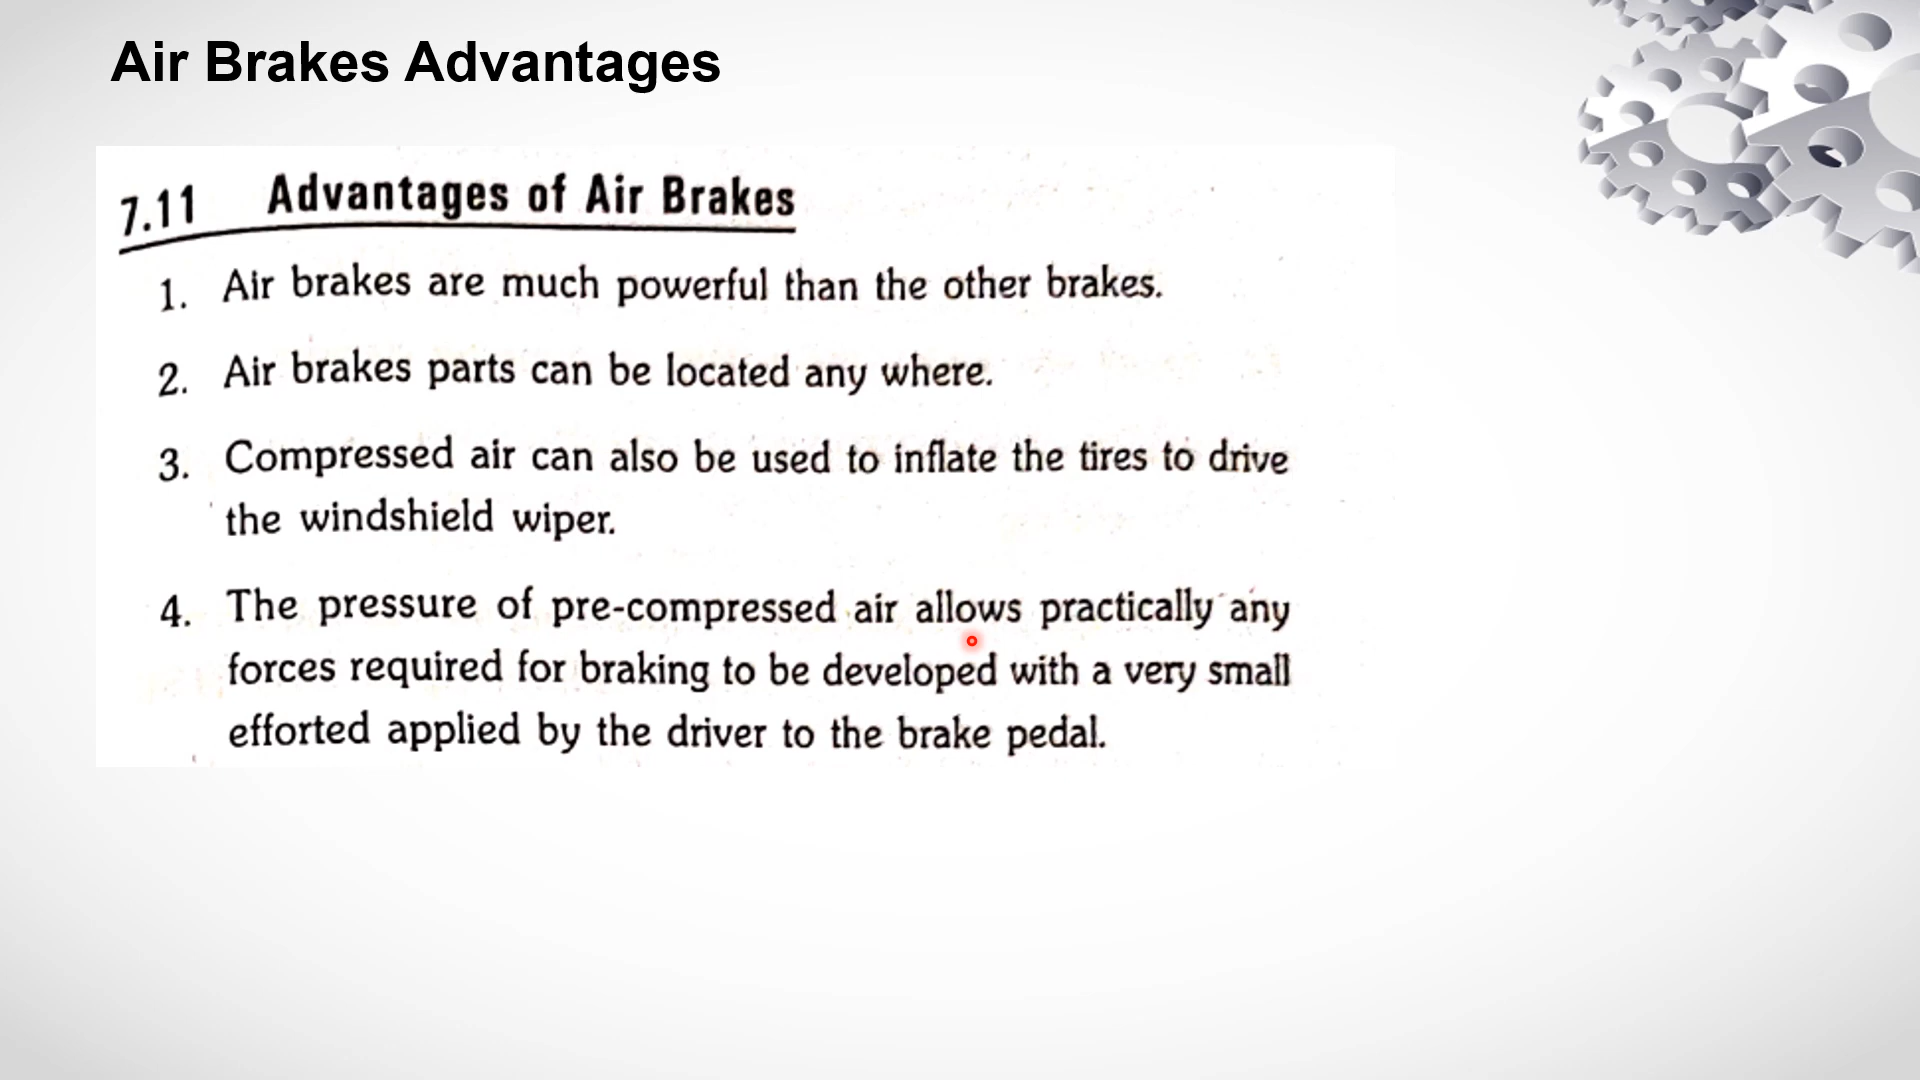 Air Brakes Advantages
7.11 Advantages of Air Brakes
1. Air brakes are much powerful than the other brakes.
2. Air brakes parts can be located any where.
3. Compressed air can also be used to inflate the tires to drive
the windshield wiper.
4. The pressure of pre-compressed air allows practically any
forces required for braking to be developed with a very small
efforted applied by the driver to the brake pedal.